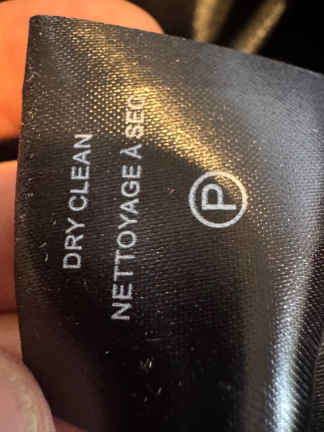 DRY CLEAN
NETTOYAGE À SEC
P